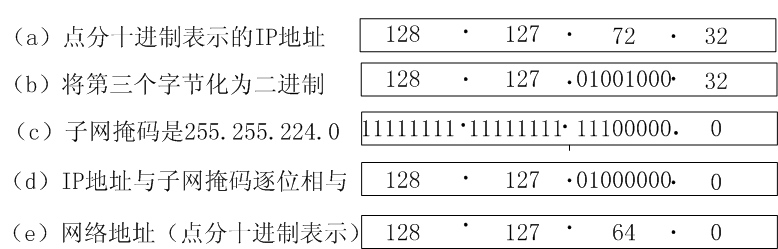 (a)点分十进制表示的IP地址 128 . 127 . 72 . 32
(b)将第三个字节化为二进制 128 . 127 .01001000. 32
(c)子网掩码是255.255.224.0 11111111.11111111.11100000. 0
(d)IP地址与子网掩码逐位相与 128 . 127 .01000000. 0
(e)网络地址(点分十进制表示) 128 . 127 . 64 . 0